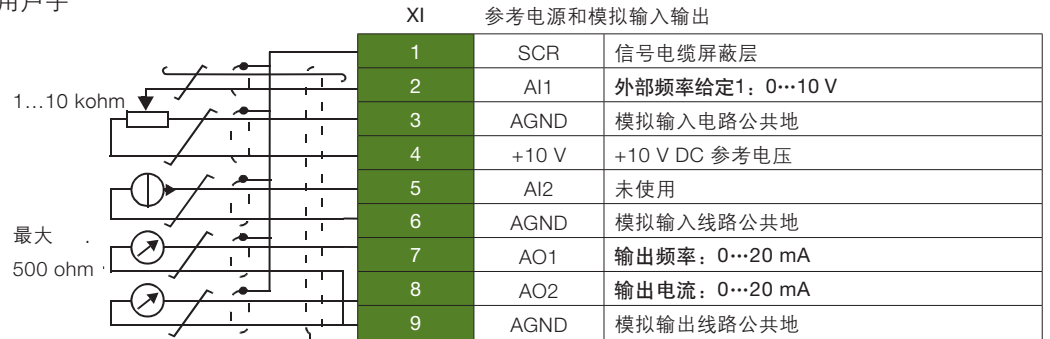 XI 参考电源和模拟输入输出
1 SCR 信号电缆屏蔽层
2 AI1 外部频率给定1：0…10 V
1…10 kohm
3 AGND 模拟输入电路公共地
4 +10 V +10 V DC 参考电压
5 AI2 未使用
6 AGND 模拟输入线路公共地
最大
7 AO1 输出频率：0…20 mA
500 ohm
8 AO2 输出电流：0…20 mA
9 AGND 模拟输出线路公共地